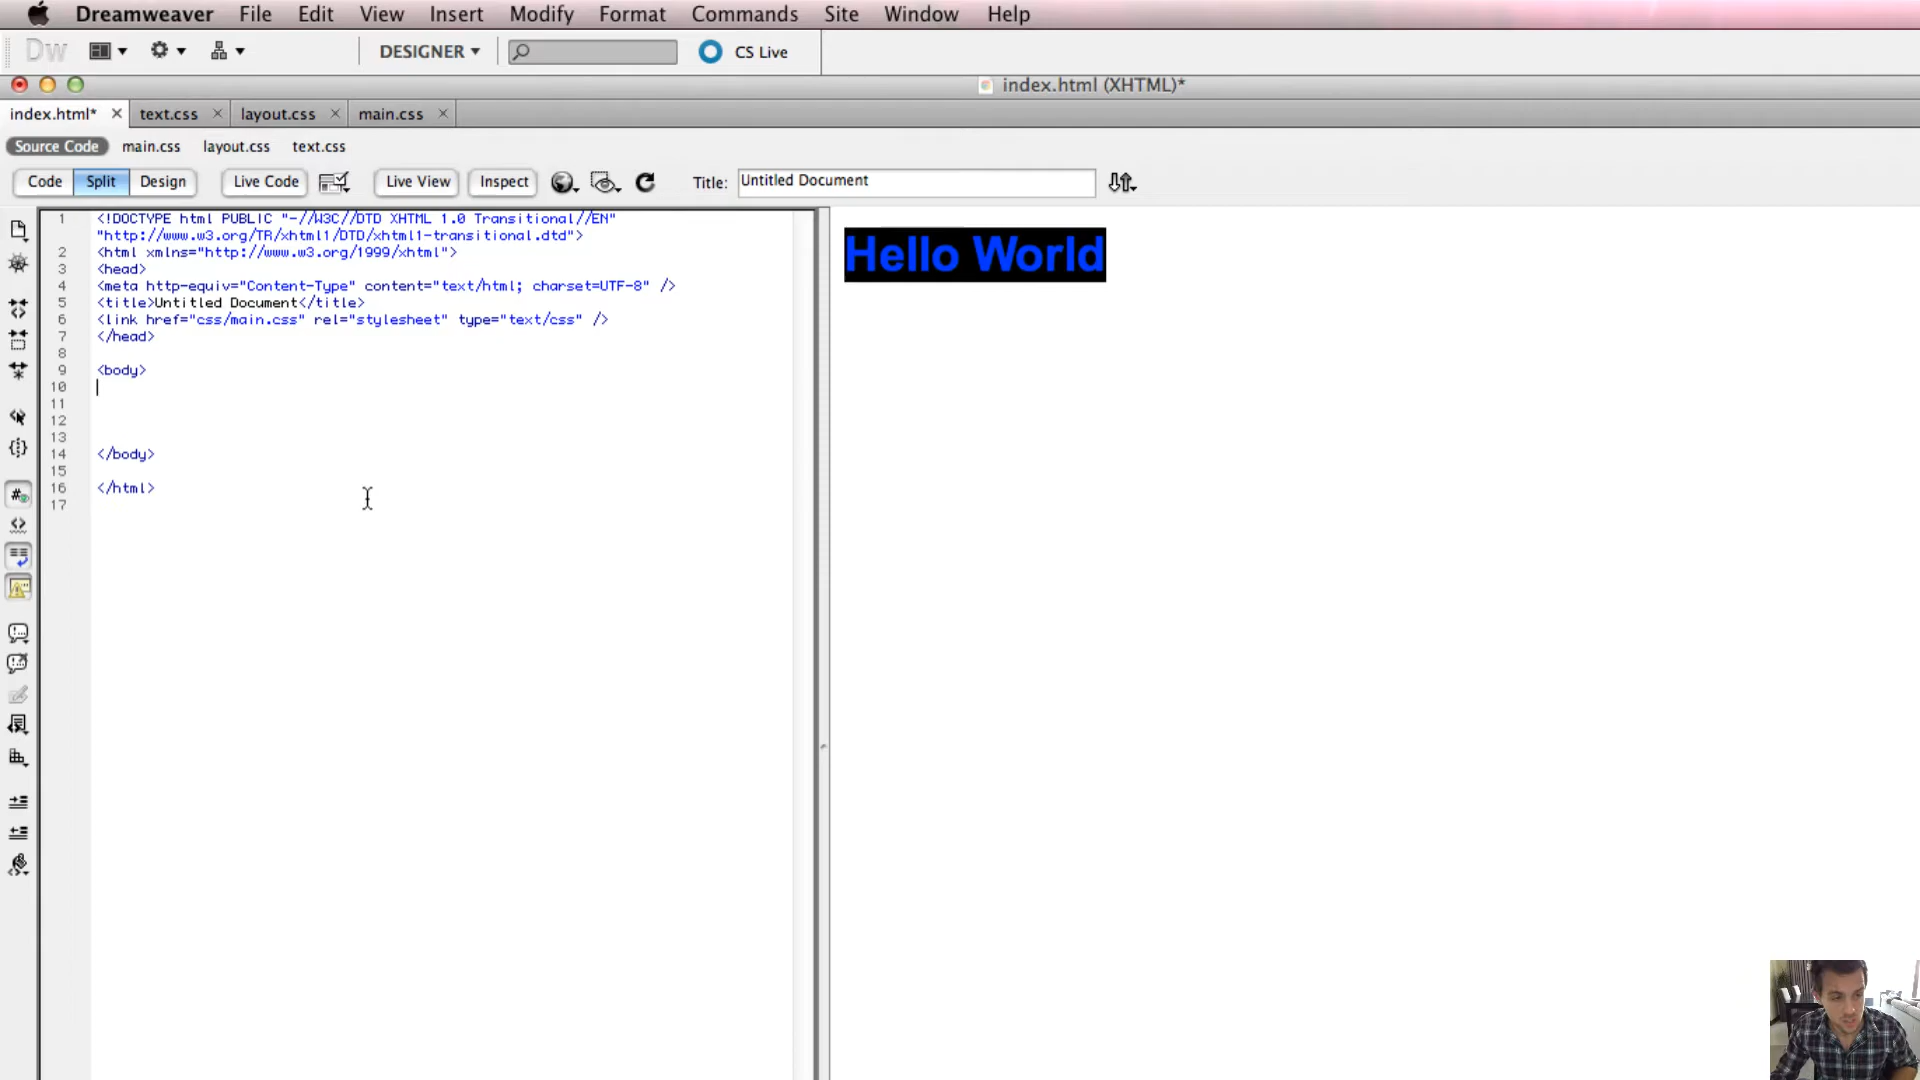 Dreamweaver File Edit View Insert Modify Format Commands Site Window Help
Dw DESIGNER CS Live
index.html (XHTML)*
index.html* text.css layout.css main.css
Source Code main.css layout.css text.css
Code Split Design Live Code Live View Inspect Title: Untitled Document
1 <!DOCTYPE html PUBLIC "-//W3C//DTD XHTML 1.0 Transitional//EN"
"http://www.w3.org/TR/xhtml1/DTD/xhtml1-transitional.dtd">
2 <html xmlns="http://www.w3.org/1999/xhtml">
3 <head>
4 <meta http-equiv="Content-Type" content="text/html; charset=UTF-8" />
5 <title>Untitled Document</title>
6 <link href="css/main.css" rel="stylesheet" type="text/css" />
7 </head>
8
9 <body>
10
11
12
13
14 </body>
15
16 </html>
17
Hello World